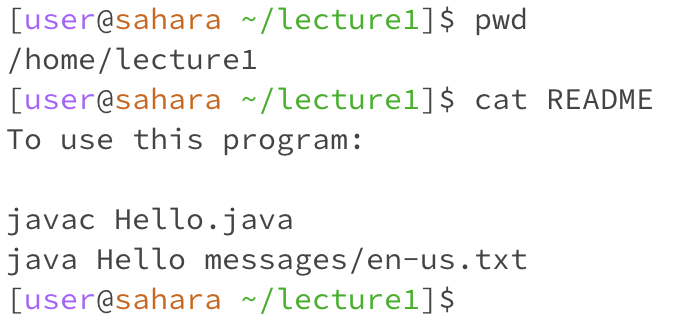 [user@sahara ~/lecture1]$ pwd
/home/lecture1
[user@sahara ~/lecture1]$ cat README
To use this program:

javac Hello.java
java Hello messages/en-us.txt
[user@sahara ~/lecture1]$